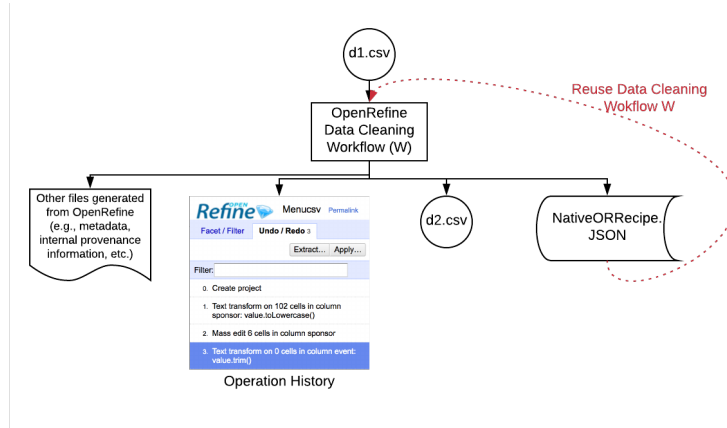 d1.csv
Reuse Data Cleaning
Wokflow W
OpenRefine
Data Cleaning
Workflow (W)
Other files generated
from OpenRefine
(e.g., metadata,
internal provenance
information, etc.)
OPEN
Refine Menucsv Permalink
Facet / Filter Undo / Redo 3
Extract... Apply...
Filter:
0. Create project
1. Text transform on 102 cells in column
sponsor: value.toLowercase()
2. Mass edit 6 cells in column sponsor
3. Text transform on 0 cells in column event:
value.trim()
Operation History
d2.csv
NativeORRecipe.
JSON